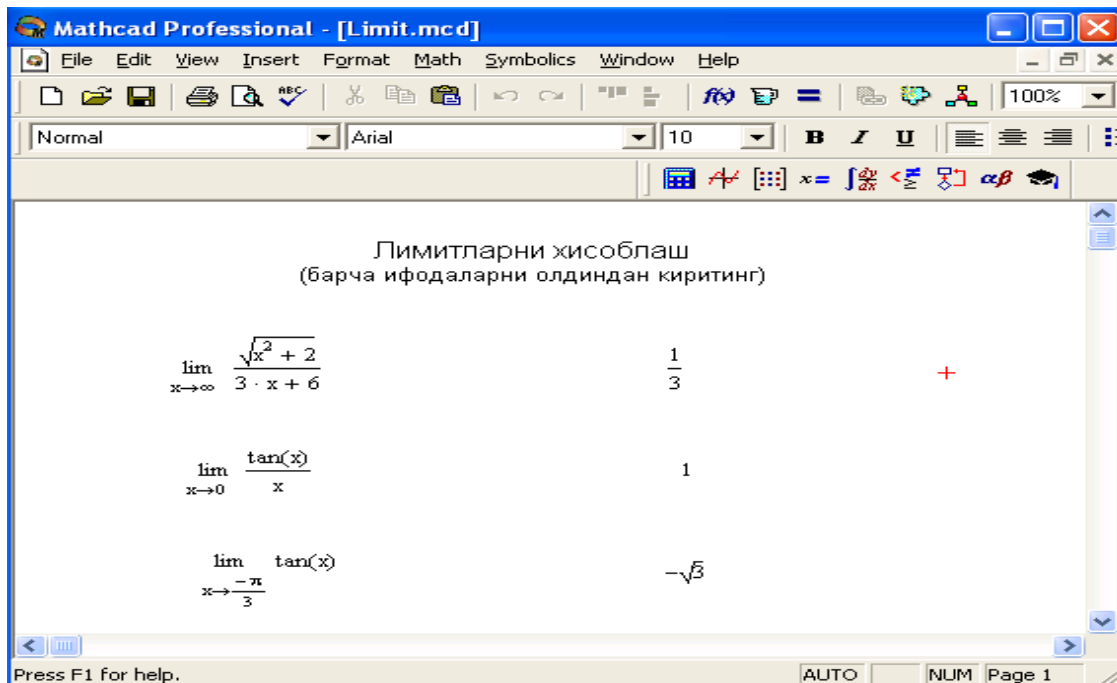 Mathcad Professional - [Limit.mcd]
File Edit View Insert Format Math Symbolics Window Help
100%
Normal Arial 10 B I U
Лимитларни хисоблаш
(барча ифодаларни олдиндан киритинг)
lim x→∞ √(x² + 2) / (3 · x + 6) 1/3
lim x→0 tan(x) / x 1
lim x→ -π/3 tan(x) -√3
Press F1 for help. AUTO NUM Page 1